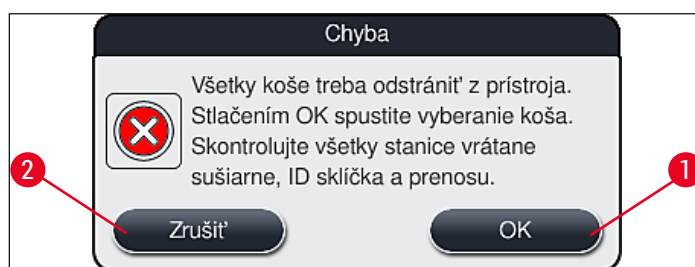 Chyba
Všetky koše treba odstrániť z prístroja.
Stlačením OK spustite vyberanie koša.
Skontrolujte všetky stanice vrátane
sušiarne, ID sklíčka a prenosu.
2
1
Zrušiť
OK